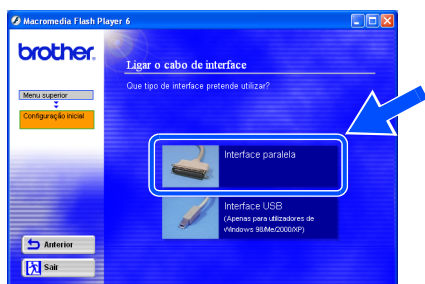 Macromedia Flash Player 6
brother.
Ligar o cabo de interface
Que tipo de interface pretende utilizar?
Menu superior
Configuração inicial
Interface paralela
Interface USB
(Apenas para utilizadores de
Windows 98/Me/2000/XP)
Anterior
Sair